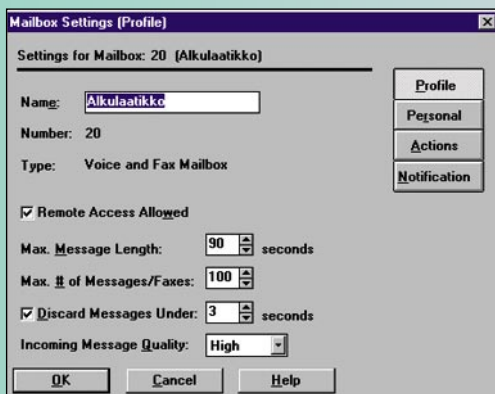 Mailbox Settings (Profile)
Settings for Mailbox: 20 (Alkulaatikko)
Name: Alkulaatikko
Number: 20
Type: Voice and Fax Mailbox
Remote Access Allowed
Max. Message Length: 90 seconds
Max. # of Messages/Faxes: 100
Discard Messages Under: 3 seconds
Incoming Message Quality: High
OK Cancel Help
Profile
Personal
Actions
Notification